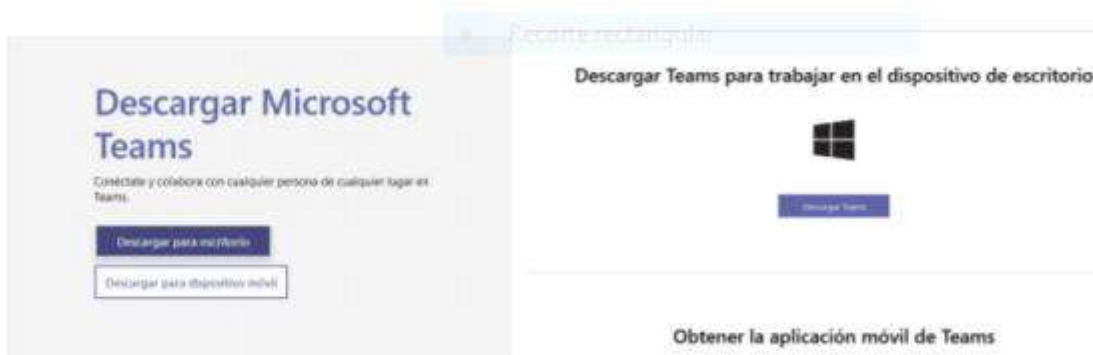 Recorte rectangular
Descargar Microsoft
Teams
Conéctate y colabora con cualquier persona de cualquier lugar en
Teams.
Descargar para escritorio
Descargar para dispositivo móvil
Descargar Teams para trabajar en el dispositivo de escritorio
Descargar Teams
Obtener la aplicación móvil de Teams